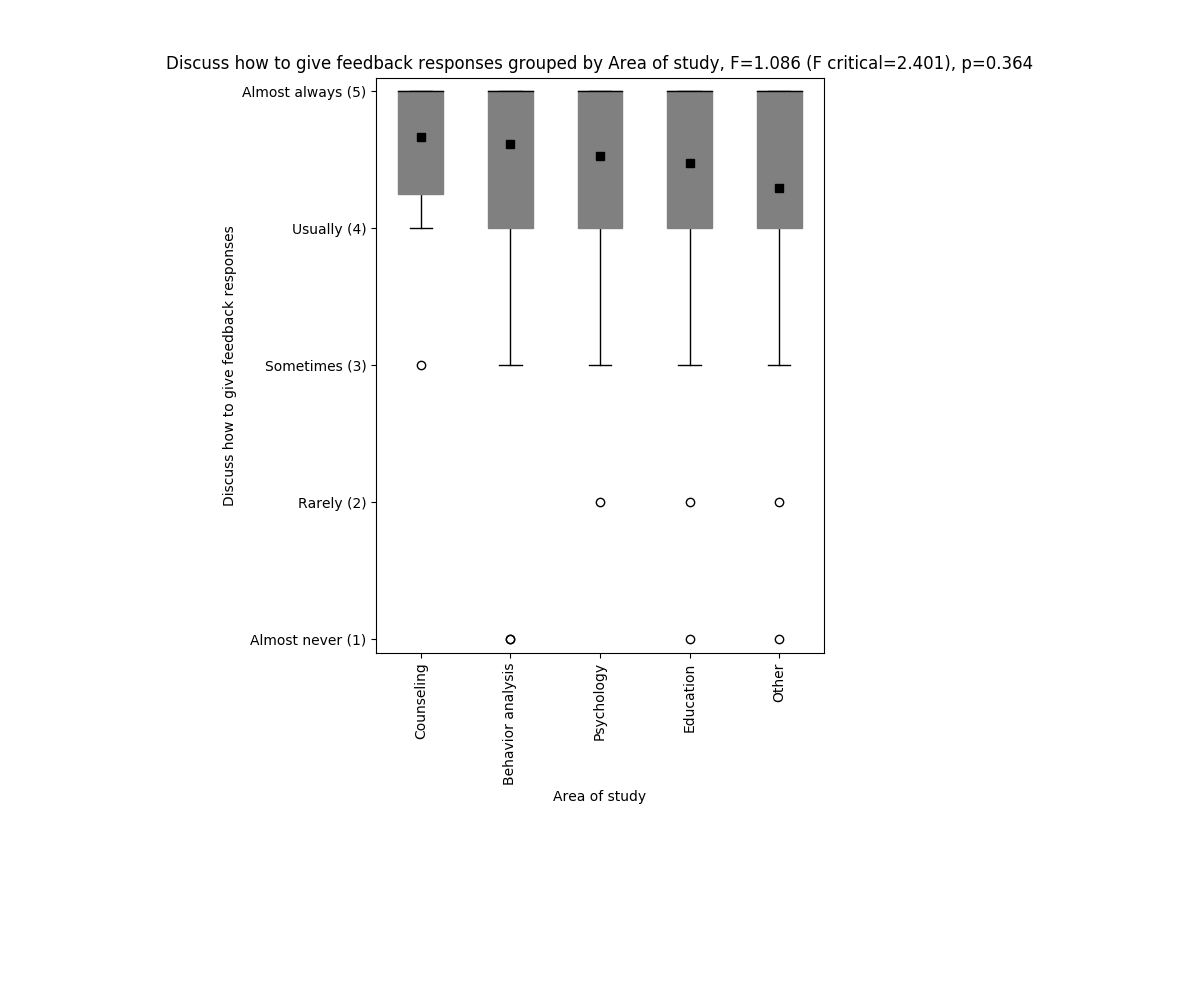 Discuss how to give feedback responses grouped by Area of study, F=1.086 (F critical=2.401), p=0.364
Almost always (5)
Usually (4)
Sometimes (3)
Rarely (2)
Almost never (1)
Discuss how to give feedback responses
Counseling
Behavior analysis
Psychology
Education
Other
Area of study